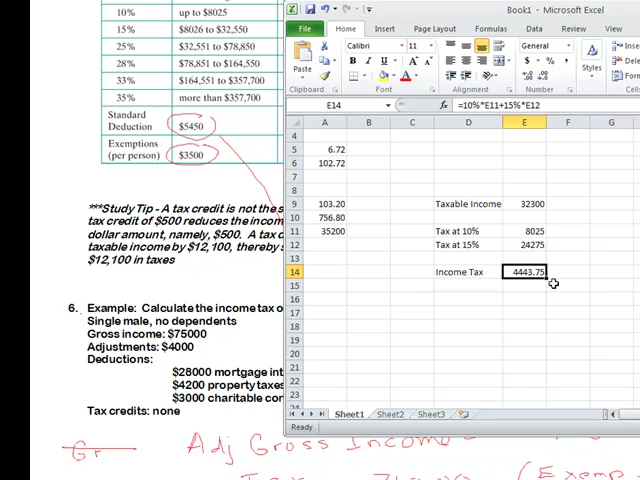 10% up to $8025
15% $8026 to $32,550
25% $32,551 to $78,850
28% $78,851 to $164,550
33% $164,551 to $357,700
35% more than $357,700
Standard
Deduction $5450
Exemptions
(per person) $3500
***Study Tip - A tax credit is not the s
tax credit of $500 reduces the incom
dollar amount, namely, $500. A tax d
taxable income by $12,100, thereby s
$12,100 in taxes
6. Example: Calculate the income tax o
Single male, no dependents
Gross income: $75000
Adjustments: $4000
Deductions:
$28000 mortgage int
$4200 property taxes
$3000 charitable con
Tax credits: none
Gr Adj Gross Income
(Exemp
Book1 - Microsoft Excel
File Home Insert Page Layout Formulas Data Review
Paste
Clipboard
Calibri 11
B I U
Font
Alignment
General
$ % ,
Number
Styles
Cells
E14 fx =10%*E11+15%*E12
A B C D E F G
4
5 6.72
6 102.72
7
8
9 103.20 Taxable Income 32300
10 756.80
11 35200 Tax at 10% 8025
12 Tax at 15% 24275
13
14 Income Tax 4443.75
15
16
17
18
19
20
21
22
23
24
Sheet1 Sheet2 Sheet3
Ready